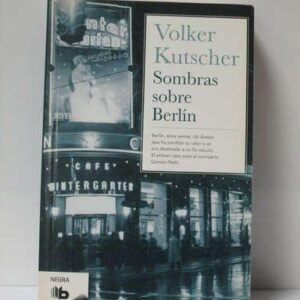 Volker
Kutscher
Sombras
sobre
Berlín
Berlín, años veinte. Un dinero
que ha perdido su valor y un
oro destinado a un fin oscuro.
El primer caso para el comisario
Gereon Rath.
CAFE
WINTERGARTEN
NEGRA
b